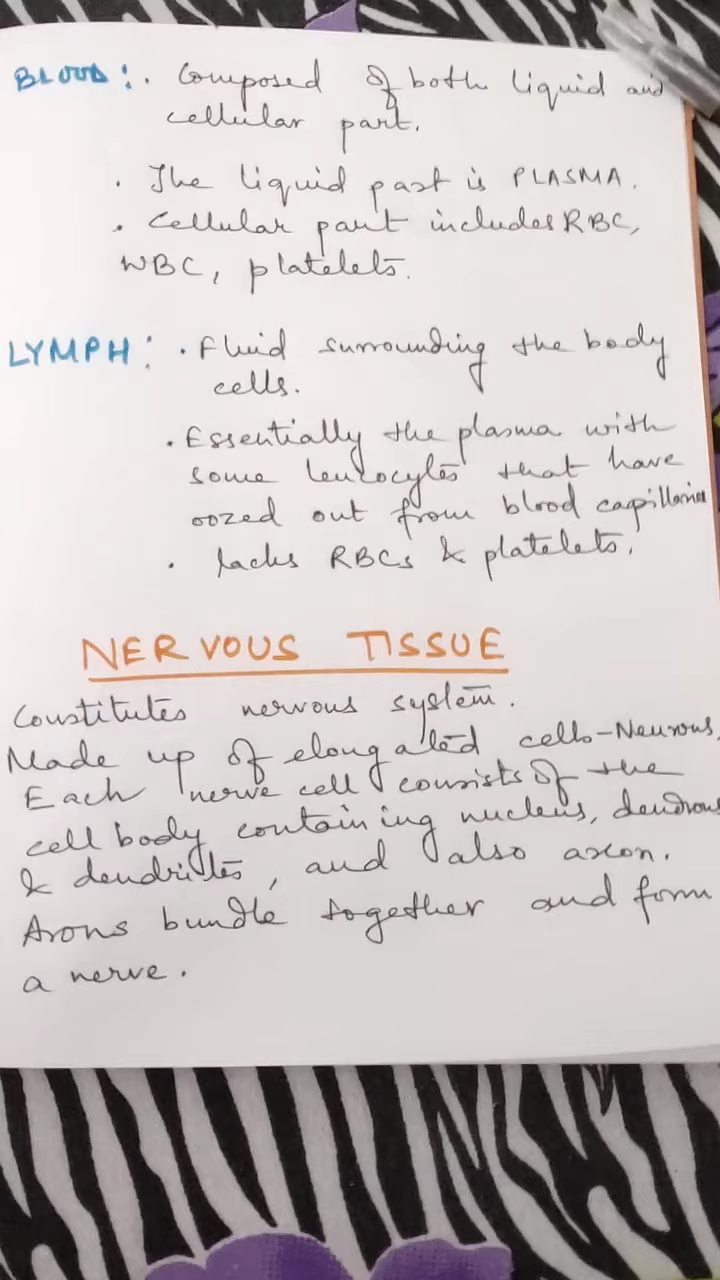 BLOOD: . Composed of both liquid and
cellular part.
. The liquid part is PLASMA.
. Cellular part includes RBC,
WBC, platelets.
LYMPH: . Fluid surrounding the body
cells.
. Essentially the plasma with
some leucocytes that have
oozed out from blood capillaries
. lacks RBCs & platelets.
NERVOUS TISSUE
Constitutes nervous system.
Made up of elongated cells-Neurons.
Each nerve cell consists of the
cell body containing nucleus, dendrons
& dendrites, and also axon.
Axons bundle together and form
a nerve.